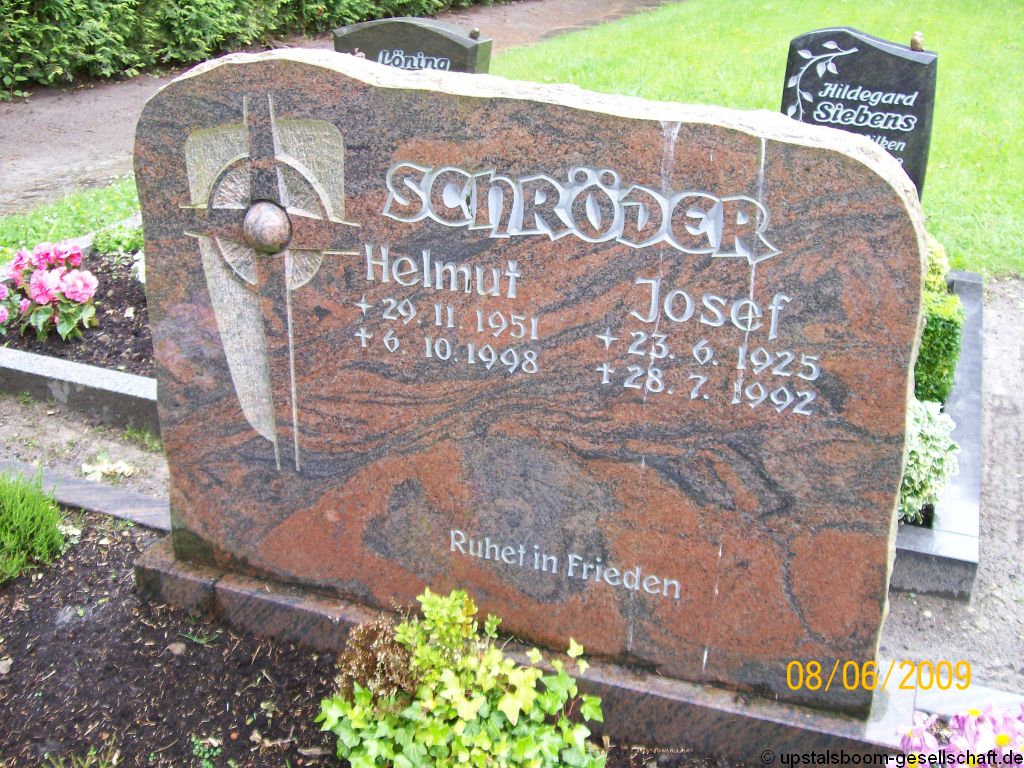 Löning
Hildegard
Siebens
SCHRÖDER
Helmut
+ 29. 11. 1951
+ 6. 10. 1998
Josef
+ 23. 6. 1925
+ 28. 7. 1992
Ruhet in Frieden
08/06/2009
© upstalsboom-gesellschaft.de